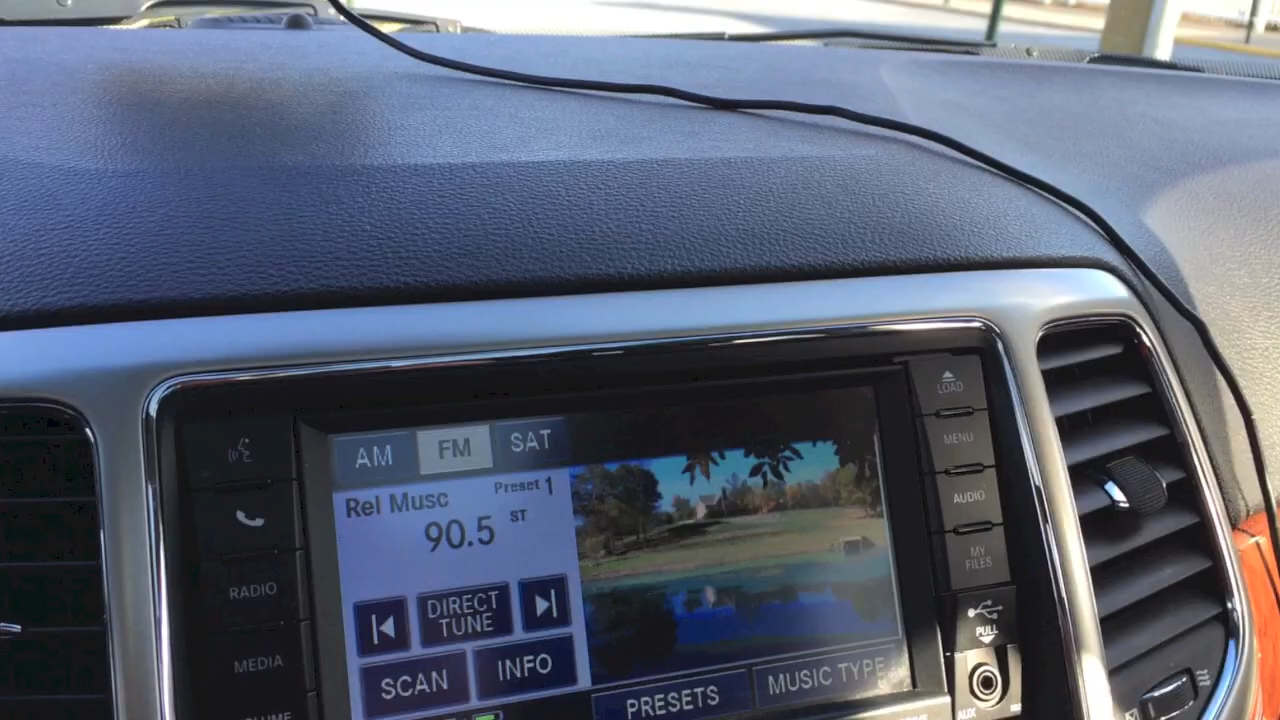 LOAD
MENU
AUDIO
MY
FILES
PULL
AUX
RADIO
MEDIA
AM FM SAT
Rel Musc Preset 1
90.5 ST
DIRECT
TUNE
SCAN INFO
PRESETS MUSIC TYPE